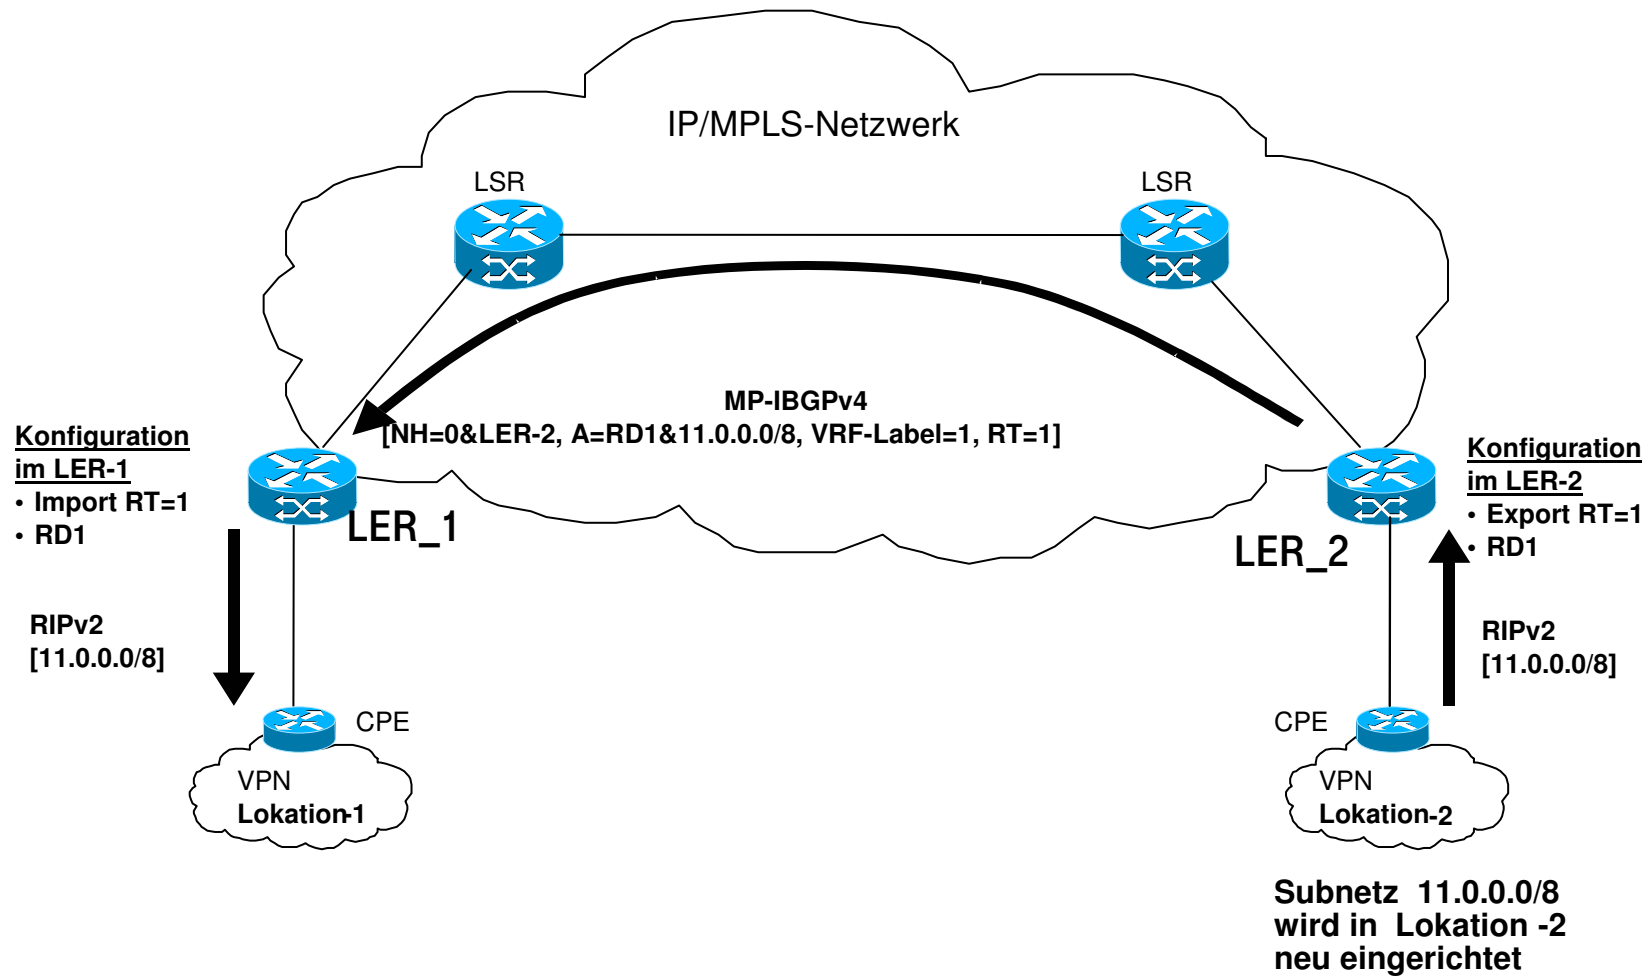 IP/MPLS-Netzwerk
LSR
LSR
MP-IBGPv4
[NH=0&LER-2, A=RD1&11.0.0.0/8, VRF-Label=1, RT=1]
Konfiguration
im LER-1
• Import RT=1
• RD1
LER_1
Konfiguration
im LER-2
• Export RT=1
• RD1
LER_2
RIPv2
[11.0.0.0/8]
RIPv2
[11.0.0.0/8]
CPE
VPN
Lokation-1
CPE
VPN
Lokation-2
Subnetz 11.0.0.0/8
wird in Lokation -2
neu eingerichtet